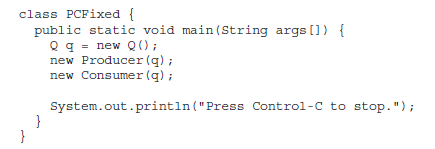 class PCFixed {
  public static void main(String args[]) {
    Q q = new Q();
    new Producer(q);
    new Consumer(q);

    System.out.println("Press Control-C to stop.");
  }
}